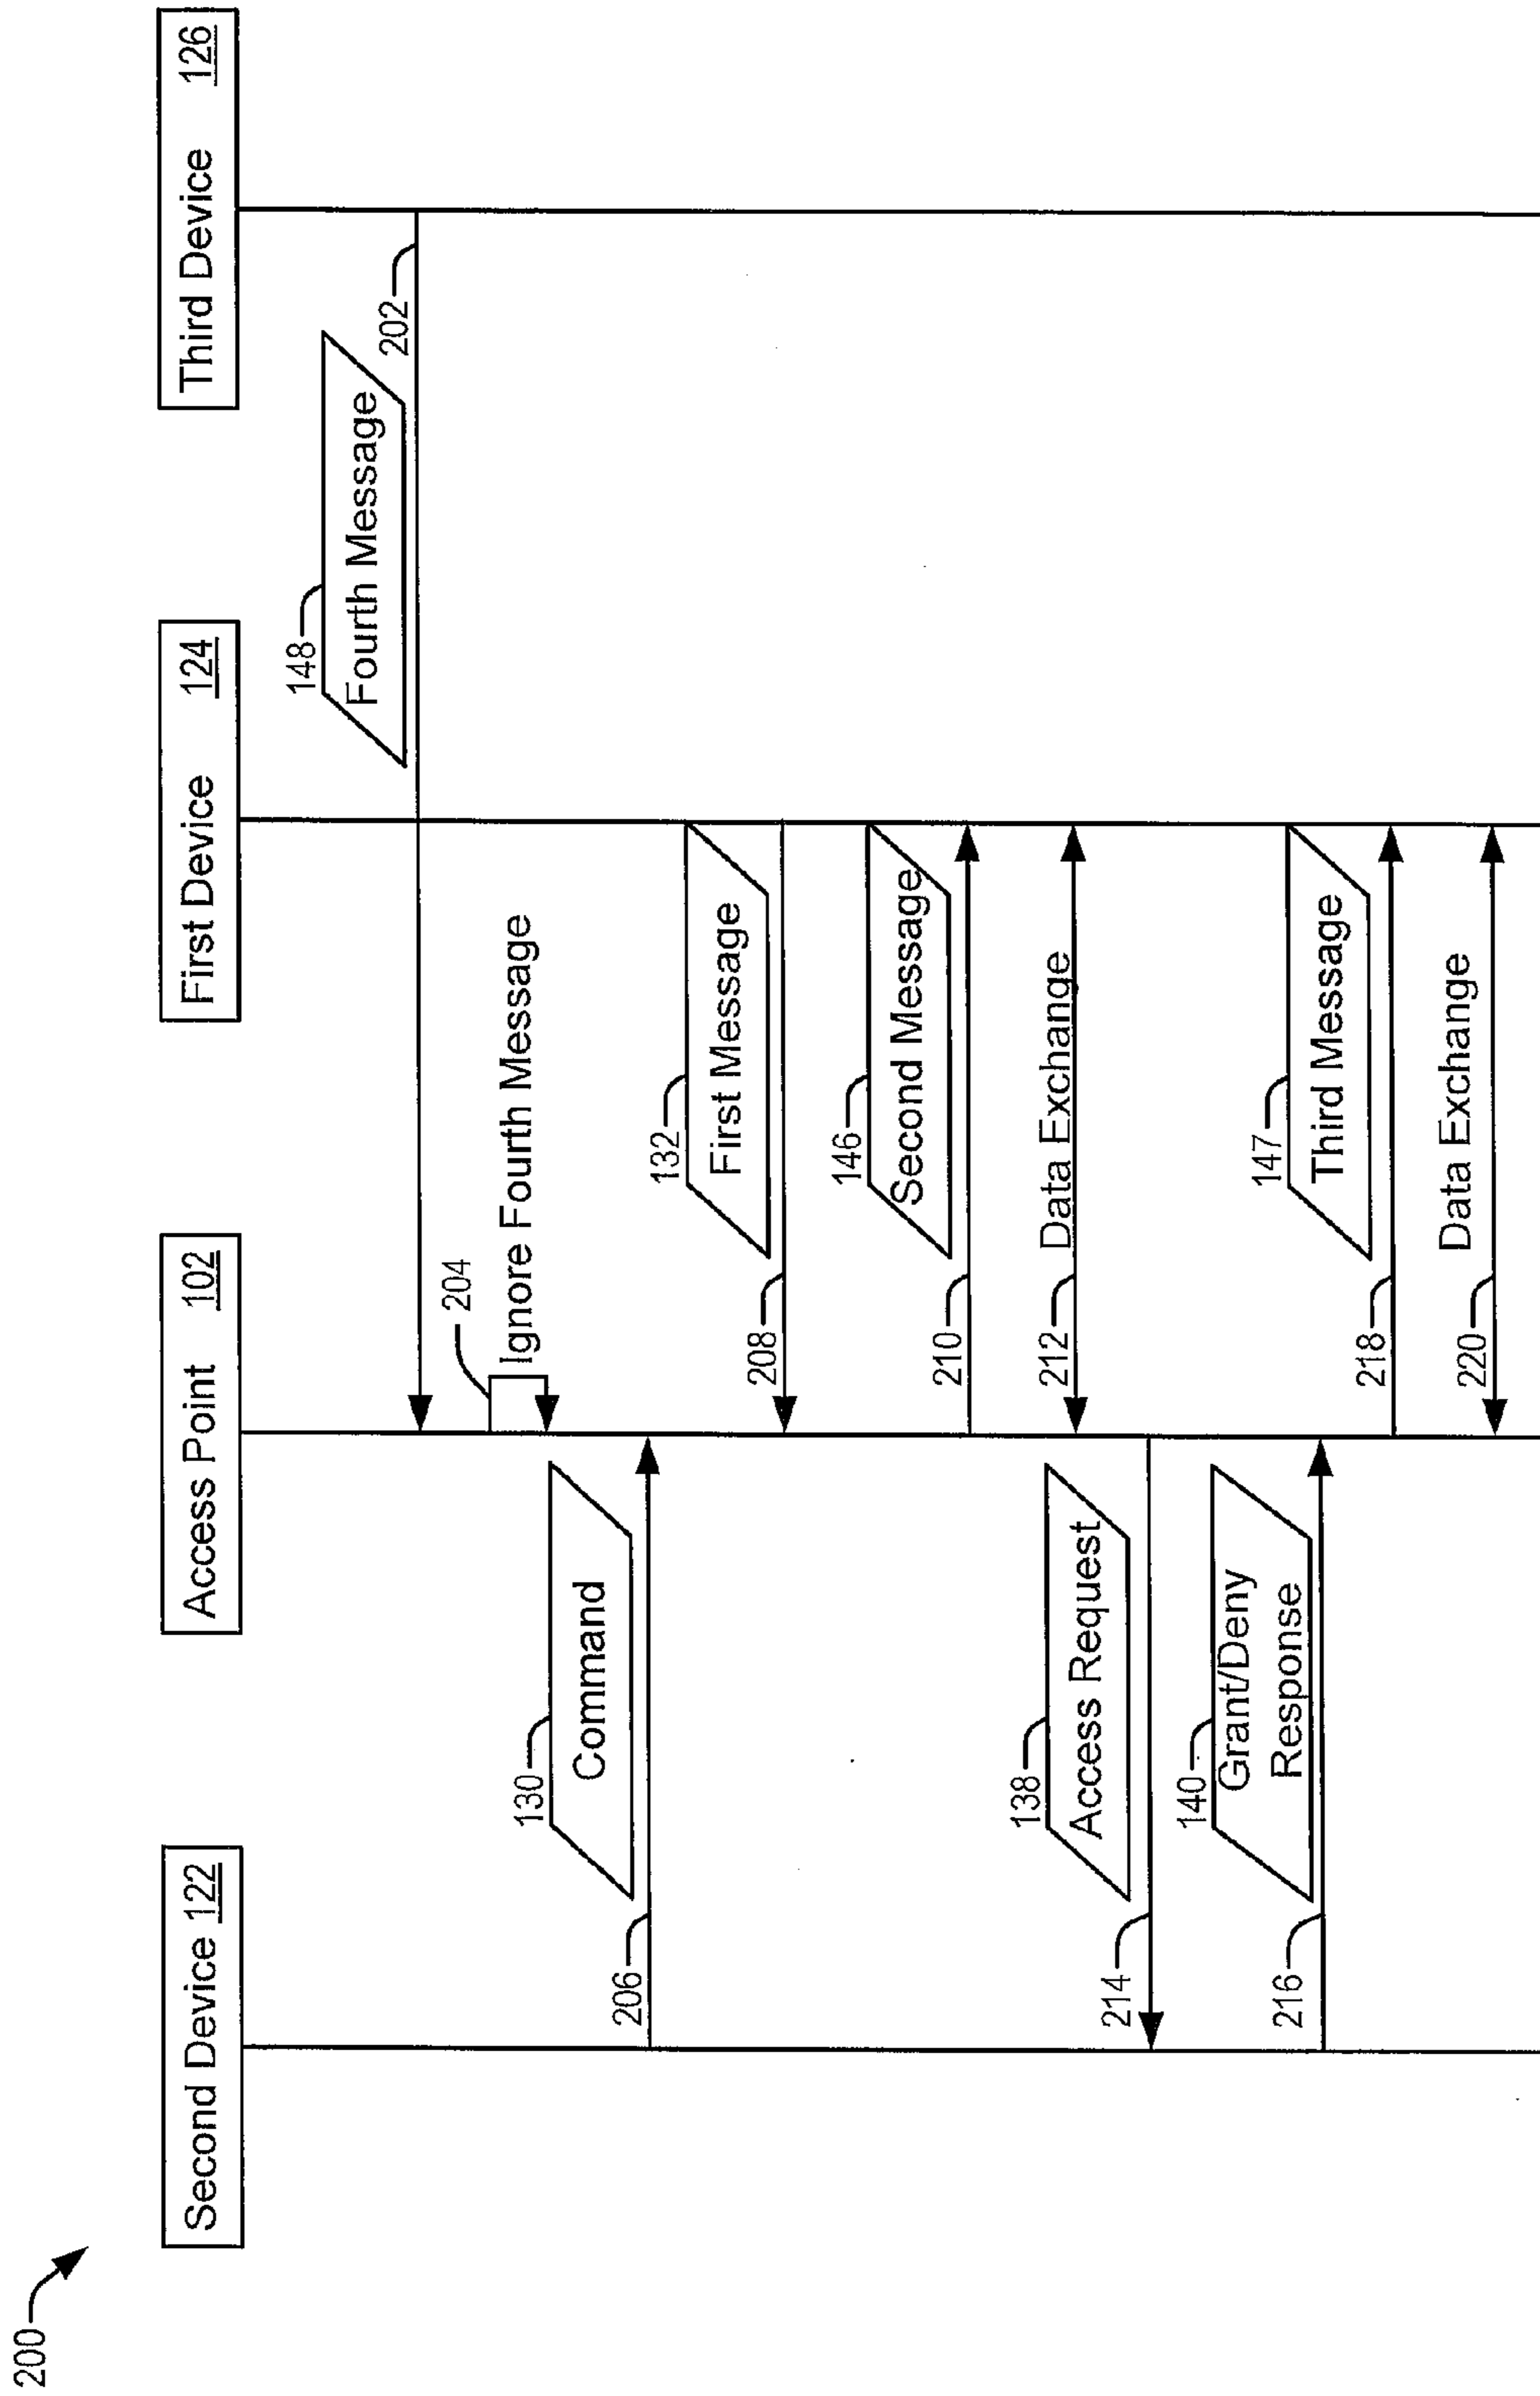 200
Second Device 122
Access Point 102
First Device 124
Third Device 126
148
Fourth Message
202
204
Ignore Fourth Message
130
Command
206
132
First Message
208
146
Second Message
210
212
Data Exchange
138
Access Request
214
140
Grant/Deny
Response
216
147
Third Message
218
220
Data Exchange